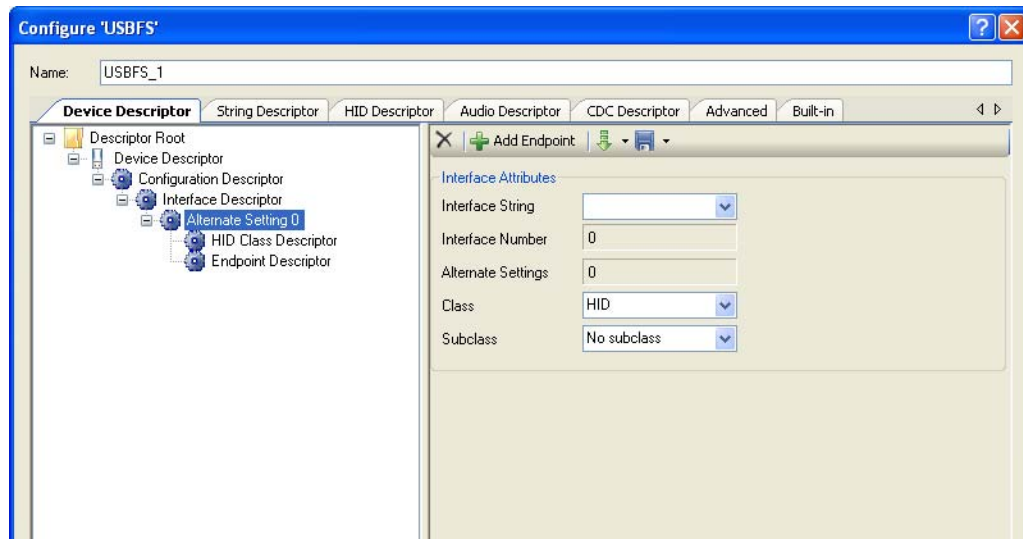 Configure 'USBFS'
Name: USBFS_1
Device Descriptor String Descriptor HID Descriptor Audio Descriptor CDC Descriptor Advanced Built-in
Descriptor Root
Device Descriptor
Configuration Descriptor
Interface Descriptor
Alternate Setting 0
HID Class Descriptor
Endpoint Descriptor
Add Endpoint
Interface Attributes
Interface String
Interface Number 0
Alternate Settings 0
Class HID
Subclass No subclass